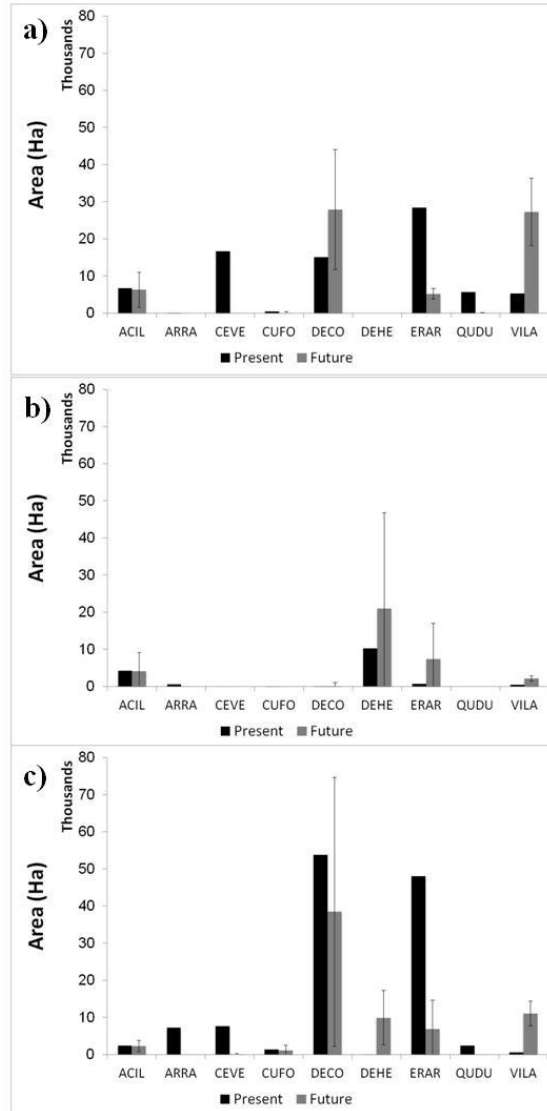 a)
Thousands
Area (Ha)
80
70
60
50
40
30
20
10
0
ACIL ARRA CEVE CUFO DECO DEHE ERAR QUDU VILA
Present Future
b)
Thousands
Area (Ha)
80
70
60
50
40
30
20
10
0
ACIL ARRA CEVE CUFO DECO DEHE ERAR QUDU VILA
Present Future
c)
Thousands
Area (Ha)
80
70
60
50
40
30
20
10
0
ACIL ARRA CEVE CUFO DECO DEHE ERAR QUDU VILA
Present Future